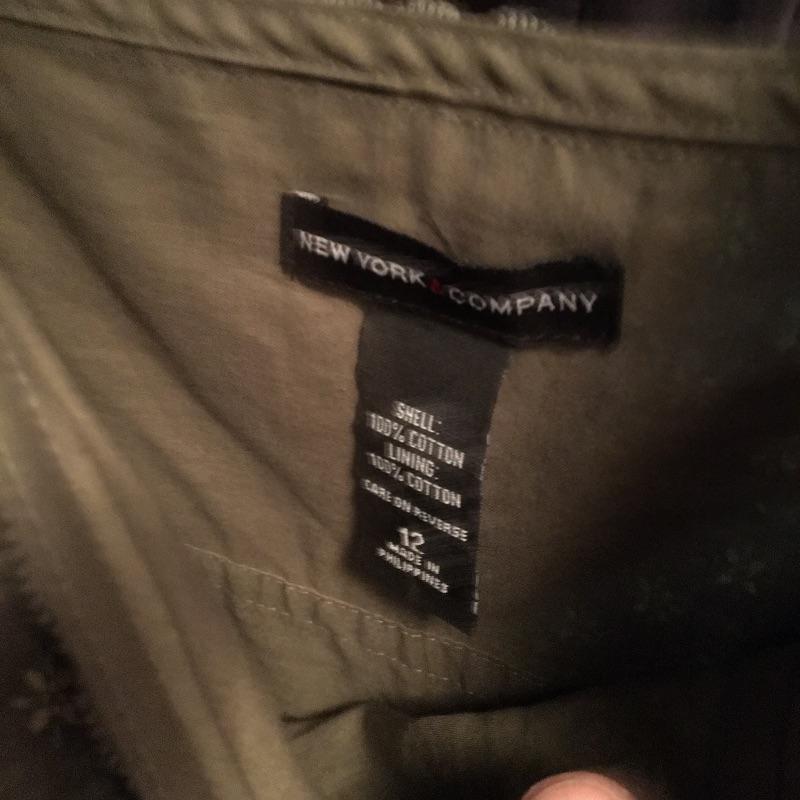 NEW YORK & COMPANY
SHELL:
100% COTTON
LINING:
100% COTTON
CARE ON REVERSE
12
MADE IN
PHILIPPINES